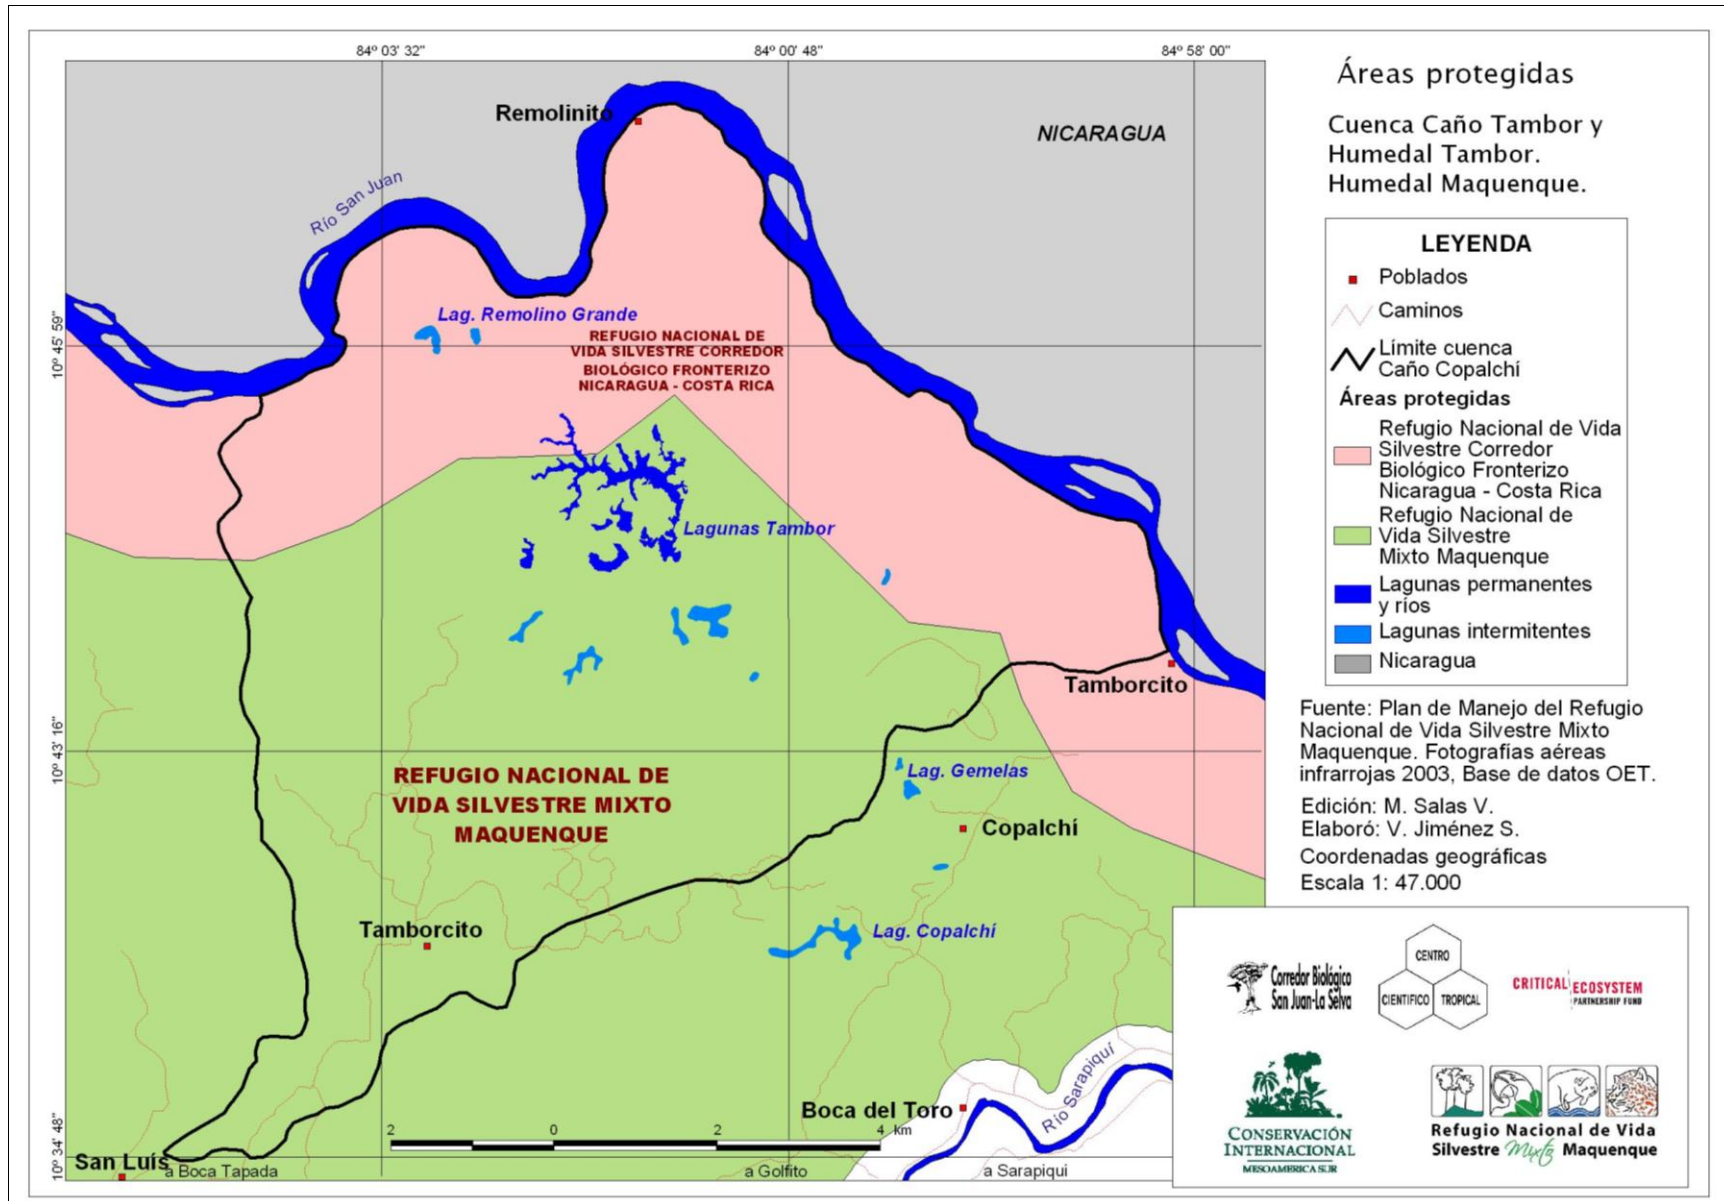 84º 03' 32"
84º 00' 48"
84º 58' 00"
Remolinito
NICARAGUA
Río San Juan
10º 45' 59"
Lag. Remolino Grande
REFUGIO NACIONAL DE
VIDA SILVESTRE CORREDOR
BIOLÓGICO FRONTERIZO
NICARAGUA - COSTA RICA
Lagunas Tambor
Tamborcito
10º 43' 16"
REFUGIO NACIONAL DE
VIDA SILVESTRE MIXTO
MAQUENQUE
Lag. Gemelas
Copalchí
Tamborcito
Lag. Copalchí
Río Sarapiquí
Boca del Toro
10º 34' 48"
2 0 2 4 km
San Luís
a Boca Tapada
a Golfito
a Sarapiqui
Áreas protegidas
Cuenca Caño Tambor y
Humedal Tambor.
Humedal Maquenque.
LEYENDA
Poblados
Caminos
Límite cuenca
Caño Copalchí
Áreas protegidas
Refugio Nacional de Vida
Silvestre Corredor
Biológico Fronterizo
Nicaragua - Costa Rica
Refugio Nacional de
Vida Silvestre
Mixto Maquenque
Lagunas permanentes
y ríos
Lagunas intermitentes
Nicaragua
Fuente: Plan de Manejo del Refugio
Nacional de Vida Silvestre Mixto
Maquenque. Fotografías aéreas
infrarrojas 2003, Base de datos OET.
Edición: M. Salas V.
Elaboró: V. Jiménez S.
Coordenadas geográficas
Escala 1: 47.000
Corredor Biológico
San Juan-La Selva
CENTRO
CIENTIFICO TROPICAL
CRITICAL ECOSYSTEM
PARTNERSHIP FUND
CONSERVACIÓN
INTERNACIONAL
MESOAMERICA SUR
Refugio Nacional de Vida
Silvestre Mixto Maquenque